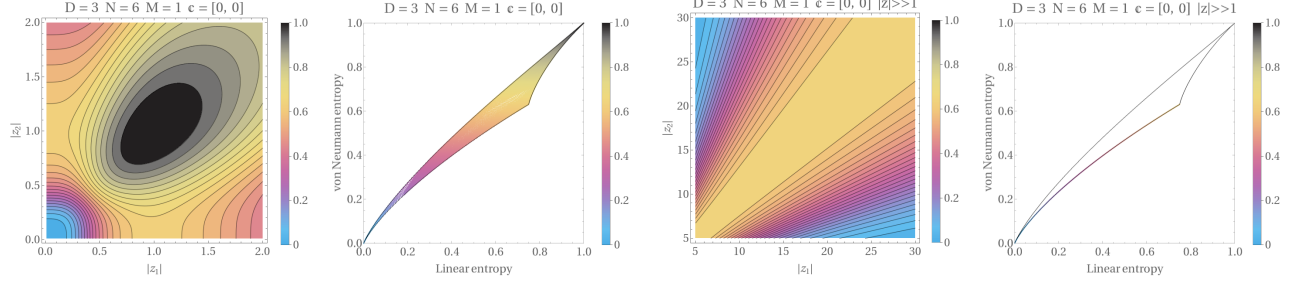 D = 3 N = 6 M = 1 𝕔 = [0, 0]
2.0
1.5
1.0
0.5
0.0
|z₂|
0.0 0.5 1.0 1.5 2.0
|z₁|
1.0
0.8
0.6
0.4
0.2
0
D = 3 N = 6 M = 1 𝕔 = [0, 0]
1.0
0.8
0.6
0.4
0.2
0.0
von Neumann entropy
0.0 0.2 0.4 0.6 0.8 1.0
Linear entropy
1.0
0.8
0.6
0.4
0.2
0
D = 3 N = 6 M = 1 𝕔 = [0, 0] |z|>>1
30
25
20
15
10
5
|z₂|
5 10 15 20 25 30
|z₁|
1.0
0.8
0.6
0.4
0.2
0
D = 3 N = 6 M = 1 𝕔 = [0, 0] |z|>>1
1.0
0.8
0.6
0.4
0.2
0.0
von Neumann entropy
0.0 0.2 0.4 0.6 0.8 1.0
Linear entropy
1.0
0.8
0.6
0.4
0.2
0